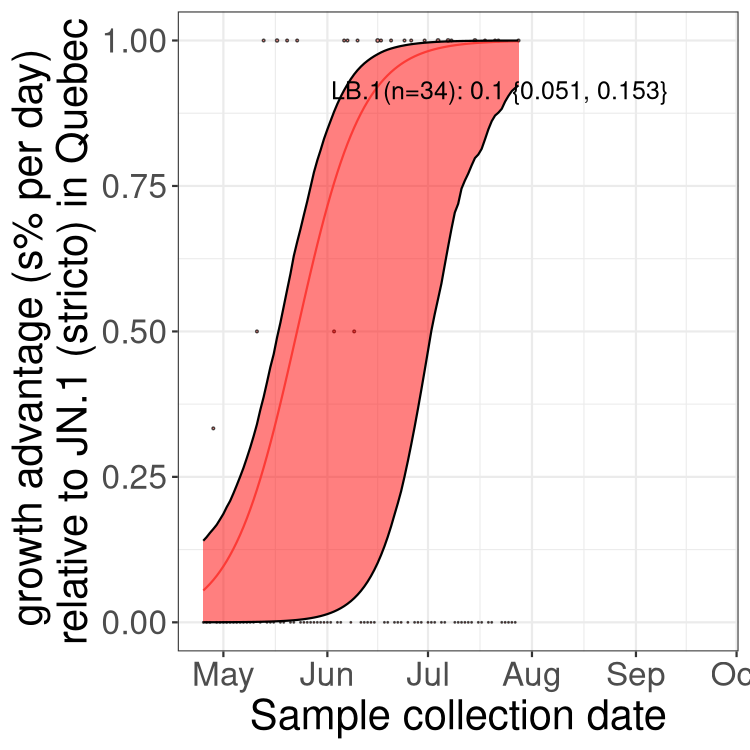 growth advantage (s% per day)
relative to JN.1 (stricto) in Quebec
1.00
0.75
0.50
0.25
0.00
LB.1(n=34): 0.1 {0.051, 0.153}
May Jun Jul Aug Sep Oc
Sample collection date